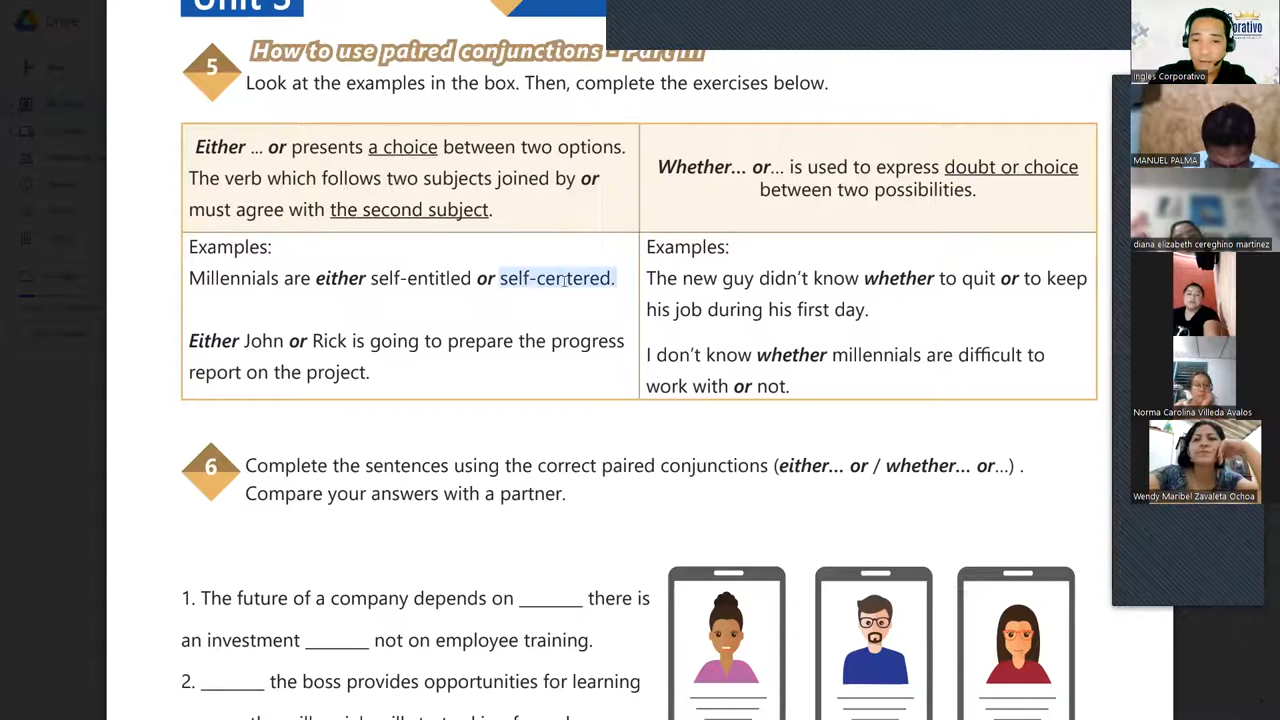 Drive
Unit 5
5
How to use paired conjunctions - Part III
Look at the examples in the box. Then, complete the exercises below.
Either ... or presents a choice between two options.
The verb which follows two subjects joined by or
must agree with the second subject.
Whether... or... is used to express doubt or choice
between two possibilities.
Examples:
Millennials are either self-entitled or self-centered.
Either John or Rick is going to prepare the progress
report on the project.
Examples:
The new guy didn't know whether to quit or to keep
his job during his first day.
I don't know whether millennials are difficult to
work with or not.
6
Complete the sentences using the correct paired conjunctions (either... or / whether... or...) .
Compare your answers with a partner.
1. The future of a company depends on ______ there is
an investment ______ not on employee training.
2. ______ the boss provides opportunities for learning
orativo
Ingles Corporativo
MANUEL PALMA
diana elizabeth cereghino martinez
Norma Carolina Villeda Avalos
Wendy Maribel Zavaleta Ochoa